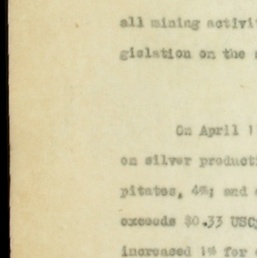 all mining activi
gislation on the
On April 1
on silver product
pitates, 4%; and
exceeds $0.33 USC
increased 1% for